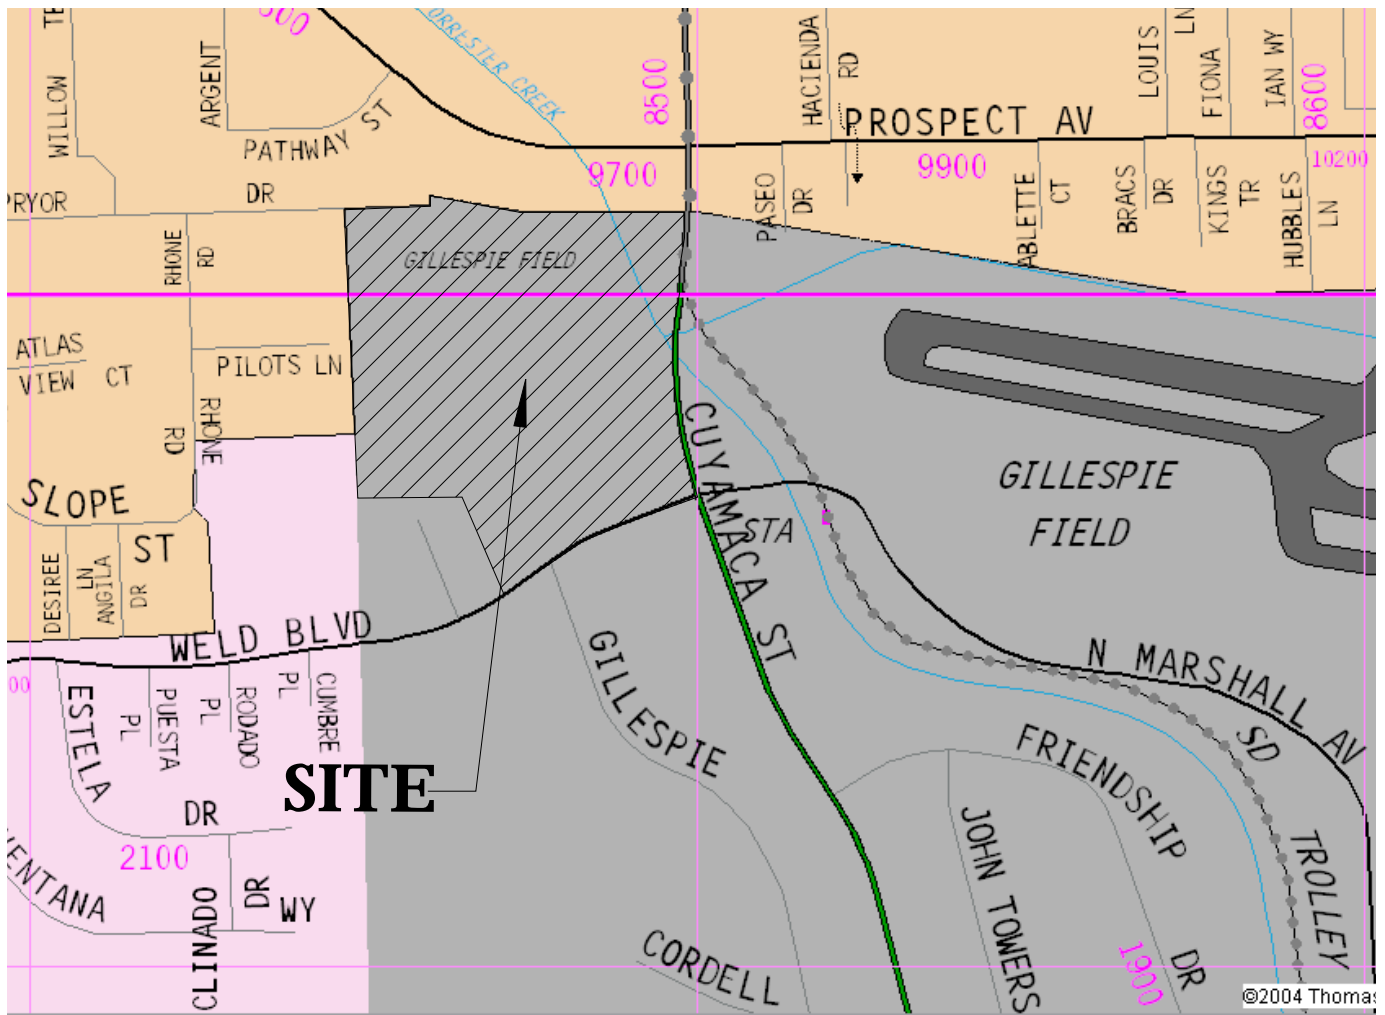 TE
WILLOW
ARGENT
PATHWAY ST
ORRESTER CREEK
8500
HACIENDA
RD
LOUIS
LN
FIONA
IAN WY
8600
PROSPECT AV
9700
9900
10200
PRYOR
DR
RHONE
RD
PASEO
DR
ABLETTE
CT
BRACS
DR
KINGS
TR
HUBBLES
LN
GILLESPIE FIELD
ATLAS
VIEW CT
PILOTS LN
RHONE
RD
SLOPE
ST
DESIREE
LN
ANGILA
DR
CUYAMACA ST
STA
GILLESPIE
FIELD
WELD BLVD
00
ESTELA
DR
PUESTA
PL
RODADO
PL
CUMBRE
PL
SITE
2100
VENTANA
WY
CLINADO
DR
GILLESPIE
CORDELL
N MARSHALL AV
FRIENDSHIP
DR
JOHN TOWERS
1900
SD
TROLLEY
©2004 Thomas